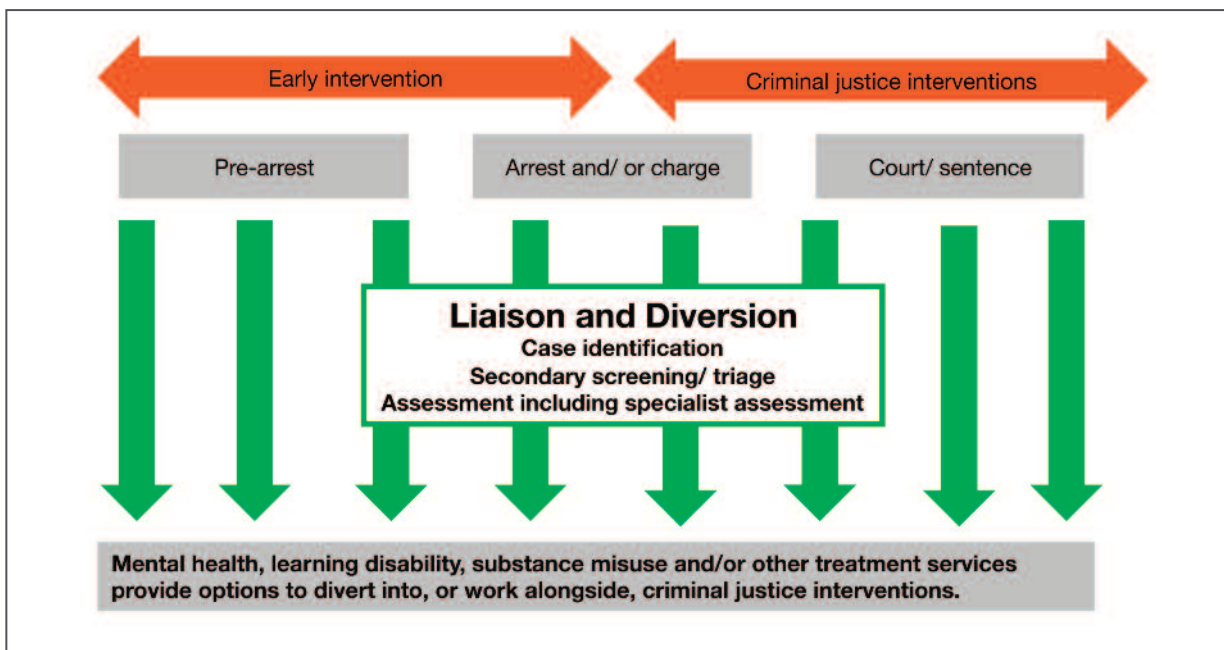 Early intervention
Criminal justice interventions
Pre-arrest
Arrest and/ or charge
Court/ sentence
Liaison and Diversion
Case identification
Secondary screening/ triage
Assessment including specialist assessment
Mental health, learning disability, substance misuse and/or other treatment services
provide options to divert into, or work alongside, criminal justice interventions.